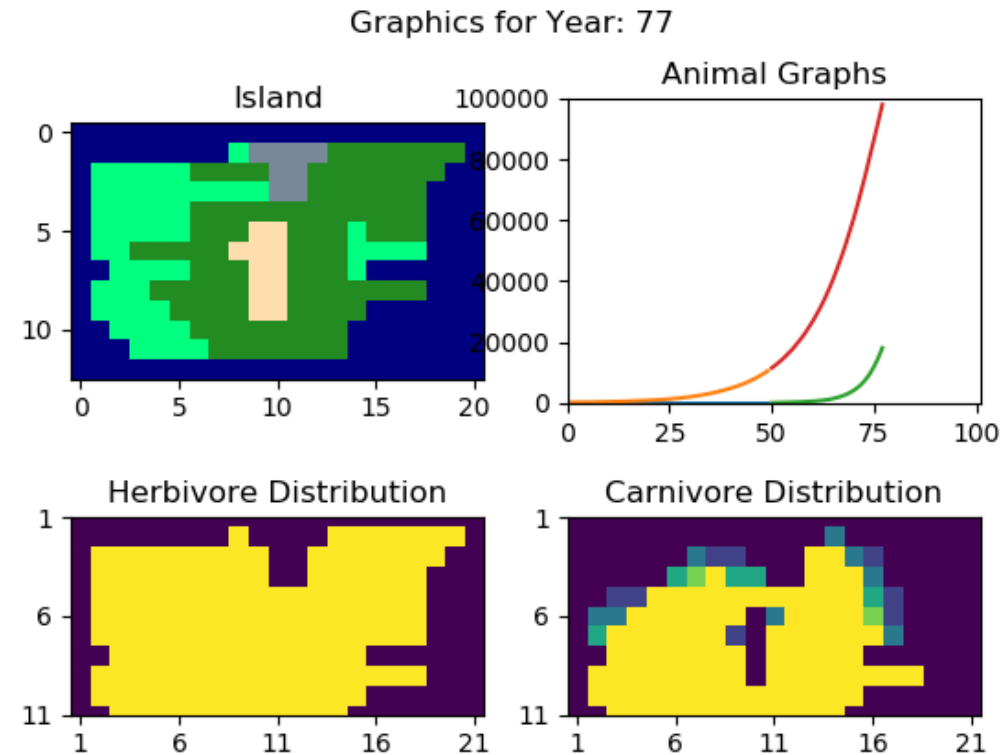 Graphics for Year: 77
Island
0
5
10
0 5 10 15 20
Animal Graphs
100000
80000
60000
40000
20000
0
0 25 50 75 100
Herbivore Distribution
1
6
11
1 6 11 16 21
Carnivore Distribution
1
6
11
1 6 11 16 21